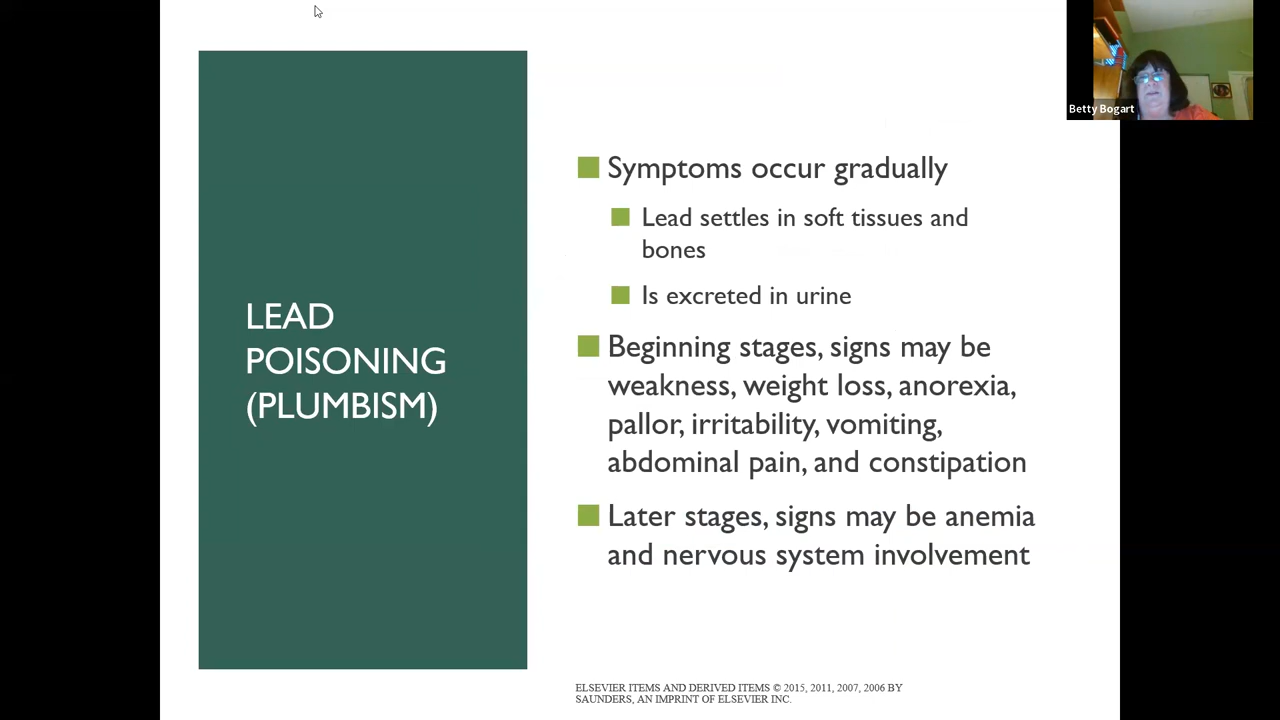 Betty Bogart
LEAD
POISONING
(PLUMBISM)
Symptoms occur gradually
Lead settles in soft tissues and
bones
Is excreted in urine
Beginning stages, signs may be
weakness, weight loss, anorexia,
pallor, irritability, vomiting,
abdominal pain, and constipation
Later stages, signs may be anemia
and nervous system involvement
ELSEVIER ITEMS AND DERIVED ITEMS © 2015, 2011, 2007, 2006 BY
SAUNDERS, AN IMPRINT OF ELSEVIER INC.